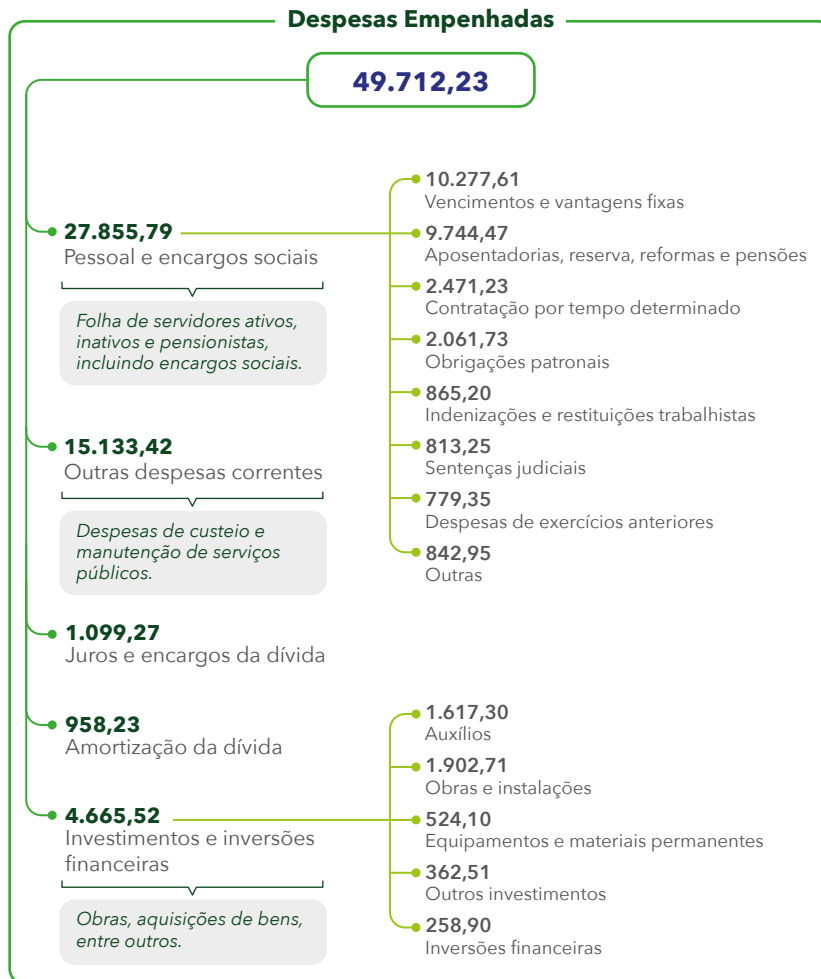 Despesas Empenhadas
49.712,23
27.855,79
Pessoal e encargos sociais
Folha de servidores ativos,
inativos e pensionistas,
incluindo encargos sociais.
10.277,61
Vencimentos e vantagens fixas
9.744,47
Aposentadorias, reserva, reformas e pensões
2.471,23
Contratação por tempo determinado
2.061,73
Obrigações patronais
865,20
Indenizações e restituições trabalhistas
813,25
Sentenças judiciais
779,35
Despesas de exercícios anteriores
842,95
Outras
15.133,42
Outras despesas correntes
Despesas de custeio e
manutenção de serviços
públicos.
1.099,27
Juros e encargos da dívida
958,23
Amortização da dívida
4.665,52
Investimentos e inversões
financeiras
Obras, aquisições de bens,
entre outros.
1.617,30
Auxílios
1.902,71
Obras e instalações
524,10
Equipamentos e materiais permanentes
362,51
Outros investimentos
258,90
Inversões financeiras